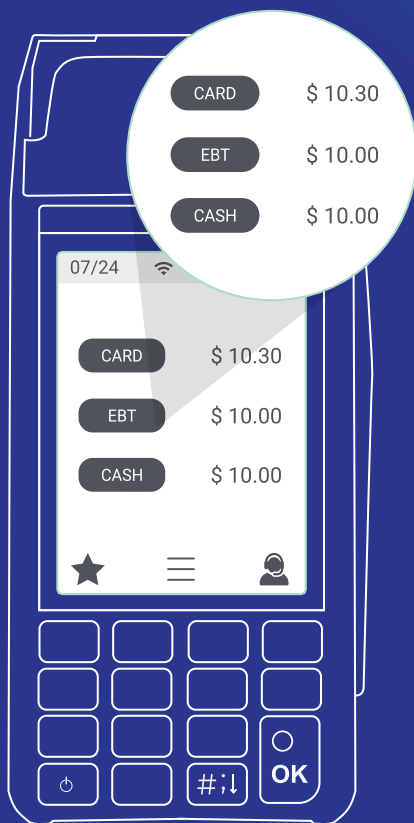 CARD $ 10.30
EBT $ 10.00
CASH $ 10.00
07/24
CARD $ 10.30
EBT $ 10.00
CASH $ 10.00
#;
OK